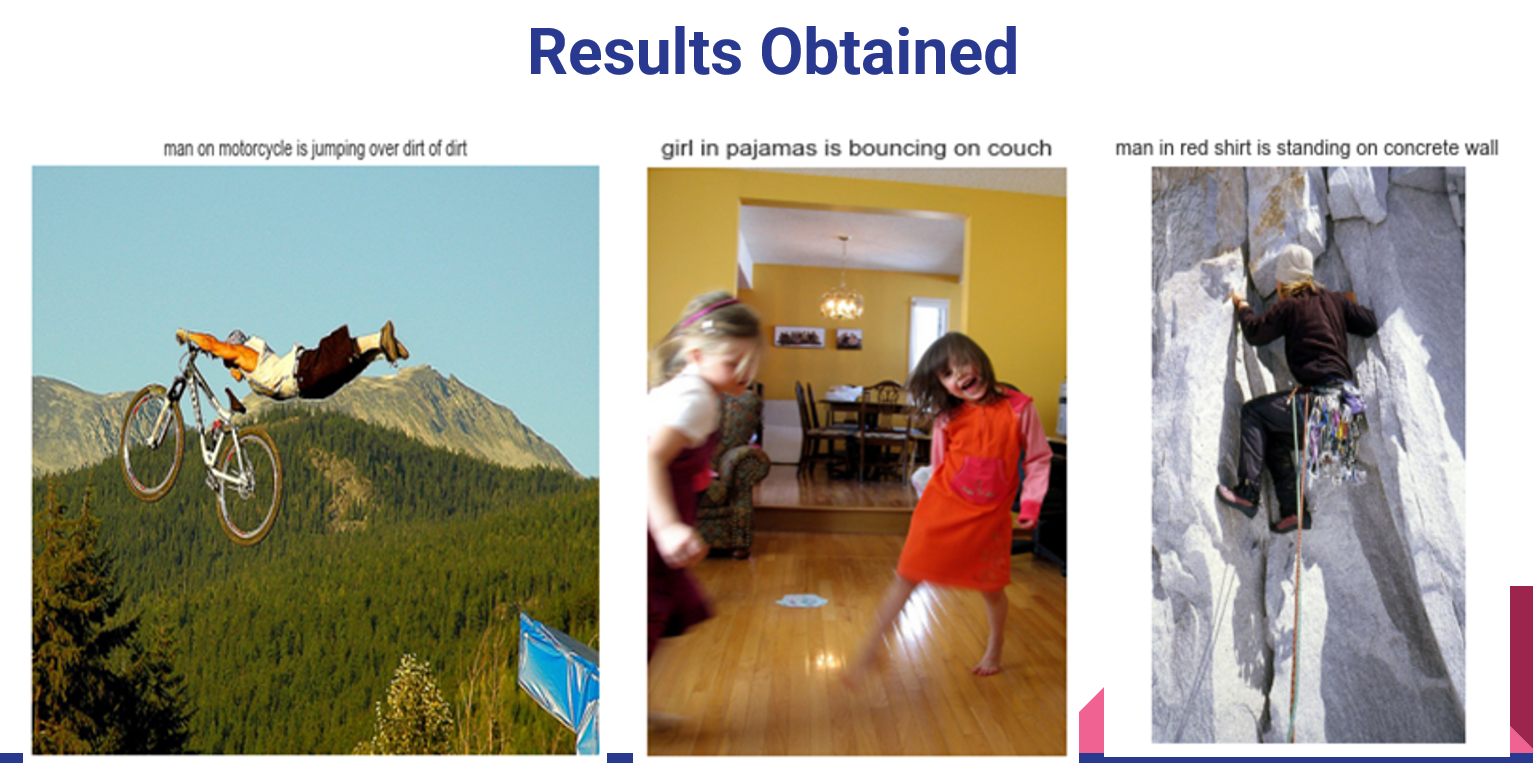 Results Obtained
man on motorcycle is jumping over dirt of dirt
girl in pajamas is bouncing on couch
man in red shirt is standing on concrete wall